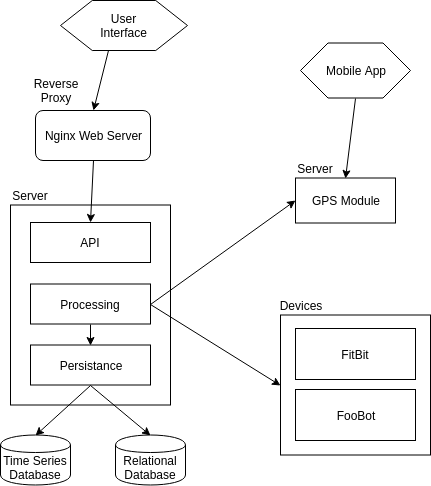 User
Interface
Mobile App
Reverse
Proxy
Nginx Web Server
Server
GPS Module
Server
API
Processing
Persistance
Devices
FitBit
FooBot
Time Series
Database
Relational
Database